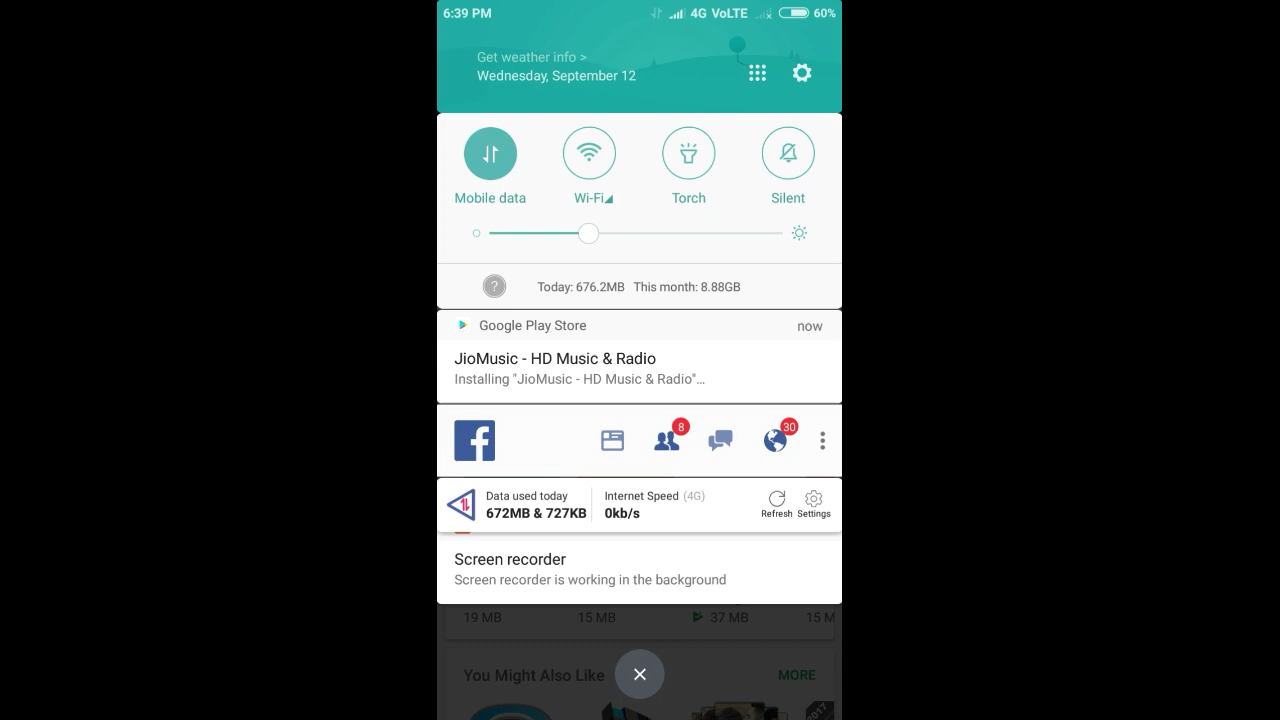 6:39 PM 4G VoLTE 60%
Get weather info >
Wednesday, September 12
Mobile data Wi-Fi Torch Silent
? Today: 676.2MB This month: 8.88GB
Google Play Store now
JioMusic - HD Music & Radio
Installing "JioMusic - HD Music & Radio"...
f 8 30
Data used today Internet Speed (4G)
672MB & 727KB 0kb/s Refresh Settings
Screen recorder
Screen recorder is working in the background
19 MB 15 MB 37 MB 15 M
You Might Also Like MORE
2017